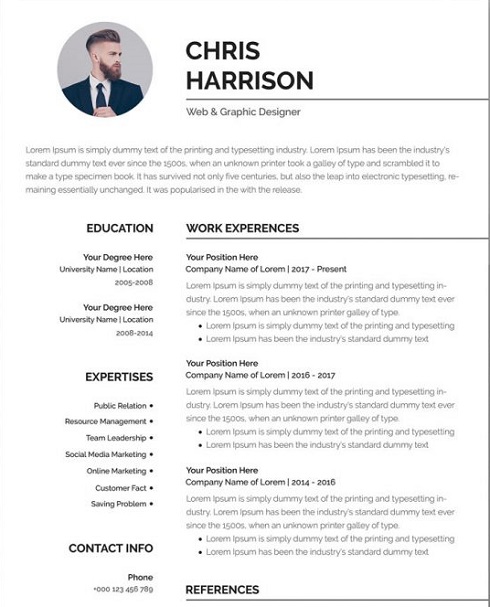 CHRIS
HARRISON
Web & Graphic Designer
Lorem Ipsum is simply dummy text of the printing and typesetting industry. Lorem Ipsum has been the industry's
standard dummy text ever since the 1500s, when an unknown printer took a galley of type and scrambled it to
make a type specimen book. It has survived not only five centuries, but also the leap into electronic typesetting, re-
maining essentially unchanged. It was popularised in the with the release.
EDUCATION
Your Degree Here
University Name | Location
2005-2008
Your Degree Here
University Name | Location
2008-2014
EXPERTISES
Public Relation •
Resource Management •
Team Leadership •
Social Media Marketing •
Online Marketing •
Customer Fact •
Saving Problem •
CONTACT INFO
Phone
+000 123 456 789
WORK EXPERENCES
Your Position Here
Company Name of Lorem | 2017 - Present
Lorem Ipsum is simply dummy text of the printing and typesetting in-
dustry. Lorem Ipsum has been the industry's standard dummy text ever
since the 1500s, when an unknown printer galley of type.
• Lorem Ipsum is simply dummy text of the printing and typesetting
• Lorem Ipsum has been the industry's standard dummy text
Your Position Here
Company Name of Lorem | 2016 - 2017
Lorem Ipsum is simply dummy text of the printing and typesetting in-
dustry. Lorem Ipsum has been the industry's standard dummy text ever
since the 1500s, when an unknown printer galley of type.
• Lorem Ipsum is simply dummy text of the printing and typesetting
• Lorem Ipsum has been the industry's standard dummy text
Your Position Here
Company Name of Lorem | 2014 - 2016
Lorem Ipsum is simply dummy text of the printing and typesetting in-
dustry. Lorem Ipsum has been the industry's standard dummy text ever
since the 1500s, when an unknown printer galley of type.
• Lorem Ipsum is simply dummy text of the printing and typesetting
• Lorem Ipsum has been the industry's standard dummy text
REFERENCES